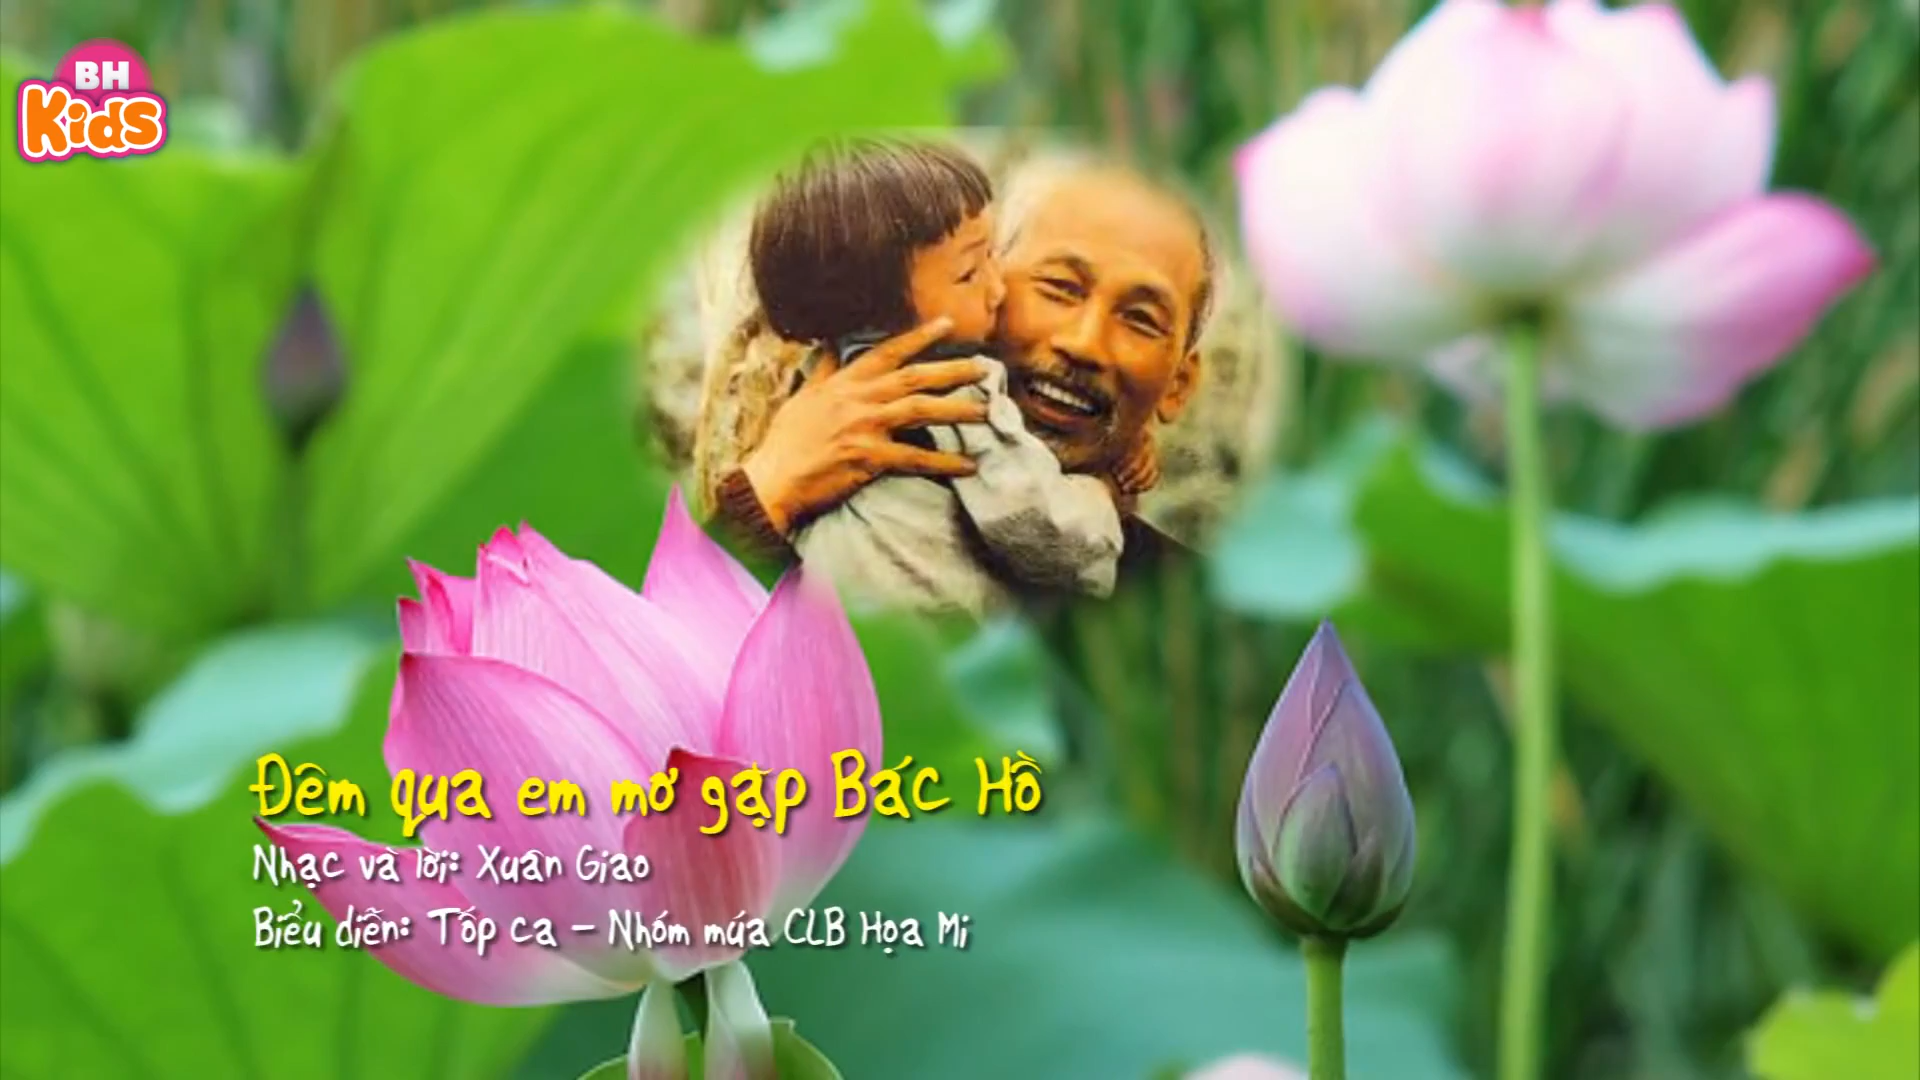 BH
Kids
Đêm qua em mơ gặp Bác Hồ
Nhạc và lời: Xuân Giao
Biểu diễn: Tốp ca - Nhóm múa CLB Họa Mi